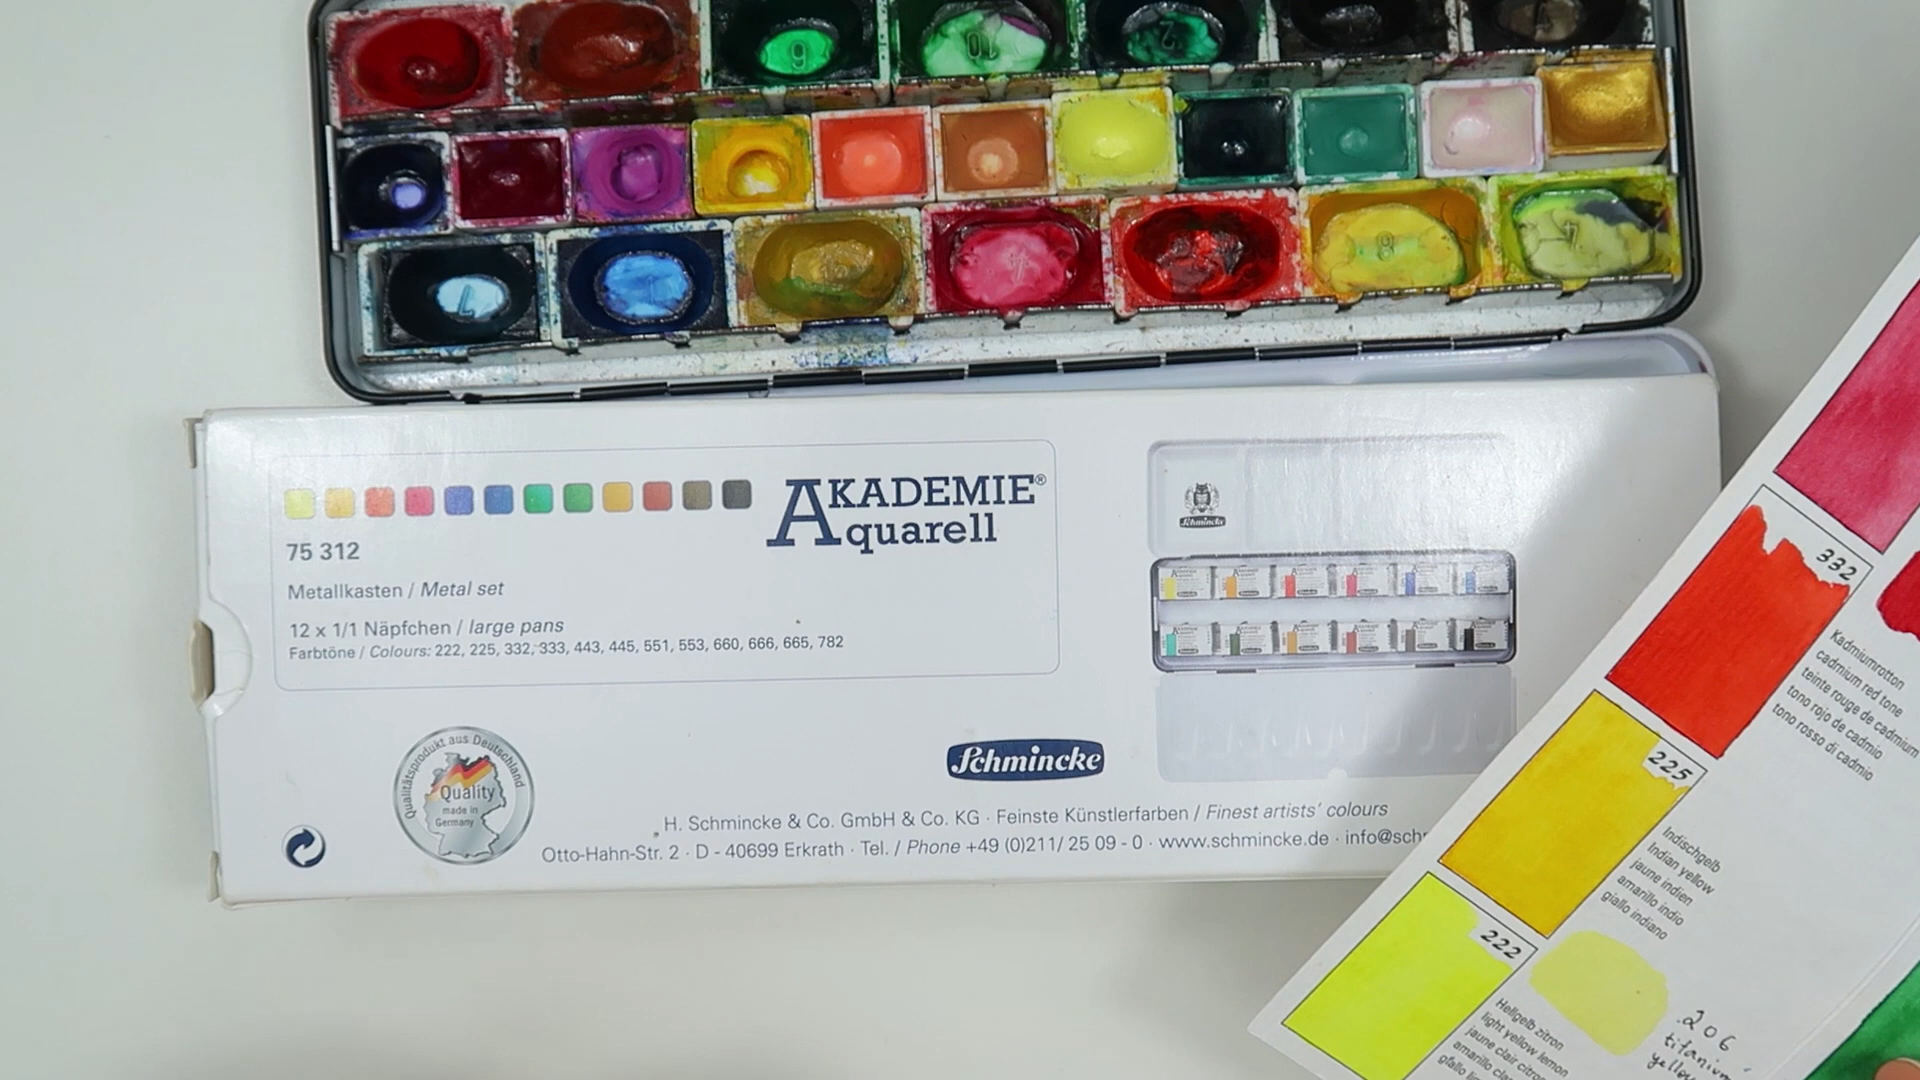 AKADEMIE®
Aquarell
75 312
Metallkasten / Metal set
12 x 1/1 Näpfchen / large pans
Farbtöne / Colours: 222, 225, 332, 333, 443, 445, 551, 553, 660, 666, 665, 782
Schmincke
Qualitätsprodukt aus Deutschland
Quality
made in
Germany
Schmincke
H. Schmincke & Co. GmbH & Co. KG · Feinste Künstlerfarben / Finest artists' colours
Otto-Hahn-Str. 2 · D - 40699 Erkrath · Tel. / Phone +49 (0)211/ 25 09 - 0 · www.schmincke.de ·
332
Kadmiumrotton
cadmium red tone
teinte rouge de cadmium
tono rojo de cadmio
tono rosso di cadmio
225
Indischgelb
Indian yellow
jaune indien
amarillo indio
giallo indiano
222
Hellgelb zitron
light yellow lemon
jaune clair citron
206
titanium